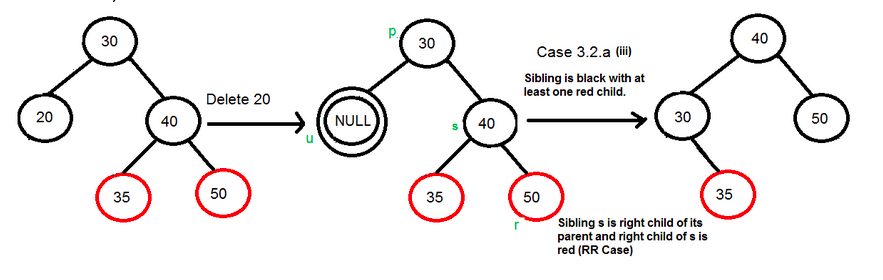 30
20
40
35
50
Delete 20
p
30
NULL
u
s
40
35
50
r
Case 3.2.a (iii)
Sibling is black with at
least one red child.
Sibling s is right child of its
parent and right child of s is
red (RR Case)
40
30
50
35